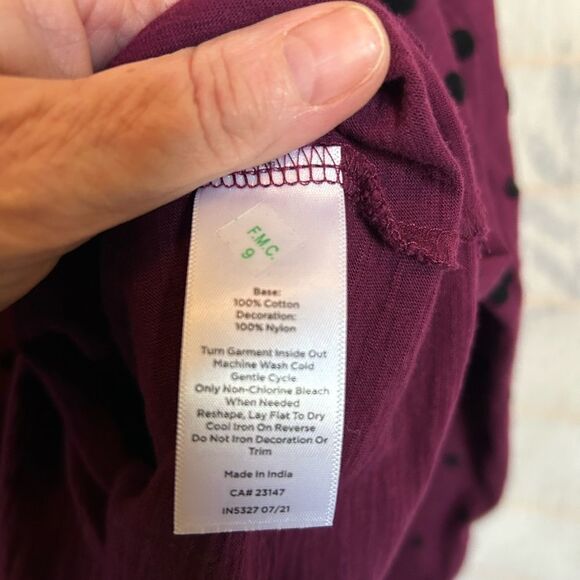 F.M.C.
9
Base:
100% Cotton
Decoration:
100% Nylon
Turn Garment Inside Out
Machine Wash Cold
Gentle Cycle
Only Non-Chlorine Bleach
When Needed
Reshape, Lay Flat To Dry
Cool Iron On Reverse
Do Not Iron Decoration Or
Trim
Made In India
CA# 23147
INS327 07/21